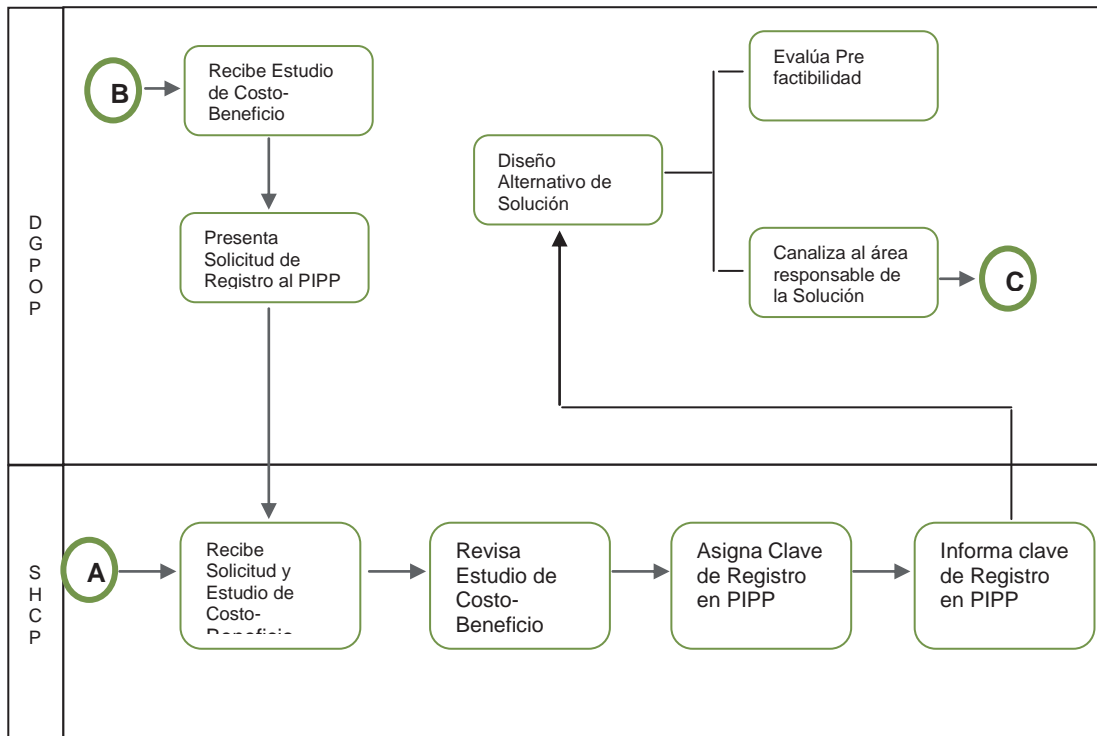 D
G
P
O
P
B
Recibe Estudio
de Costo-
Beneficio
Presenta
Solicitud de
Registro al PIPP
Diseño
Alternativo de
Solución
Evalúa Pre
factibilidad
Canaliza al área
responsable de
la Solución
C
S
H
C
P
A
Recibe
Solicitud y
Estudio de
Costo-
Beneficio
Revisa
Estudio de
Costo-
Beneficio
Asigna Clave
de Registro
en PIPP
Informa clave
de Registro
en PIPP